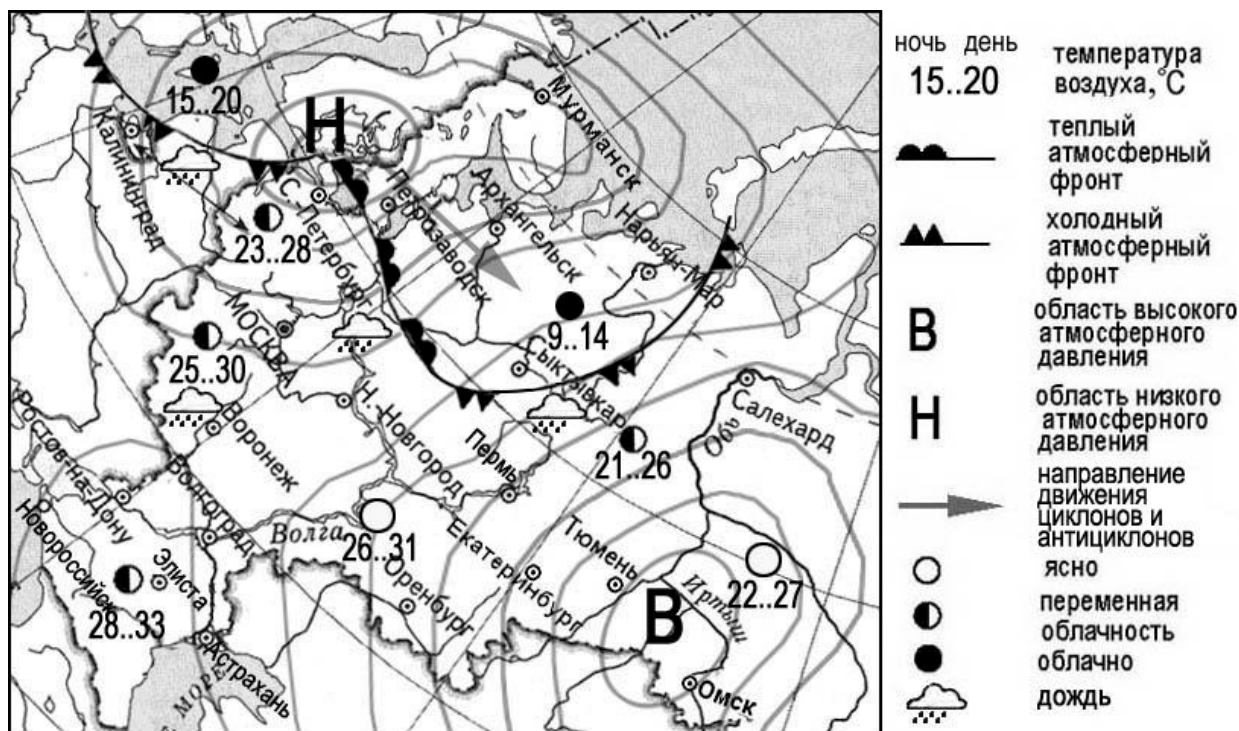 Н
15..20
Калининград
Мурманск
С.-Петербург
Петрозаводск
Архангельск
Нарьян-Мар
23..28
МОСКВА
25..30
9..14
Сыктывкар
Салехард
Обь
Воронеж
Н.-Новгород
Пермь
21..26
Ростов-на-Дону
Волгоград
Волга
26..31
Новороссийск
Элиста
28..33
Оренбург
Екатеринбург
Тюмень
Иртыш
22..27
В
Омск
Астрахань
МОРЕ
ночь день
15..20
температура
воздуха,°С
теплый
атмосферный
фронт
холодный
атмосферный
фронт
В
область высокого
атмосферного
давления
Н
область низкого
атмосферного
давления
направление
движения
циклонов и
антициклонов
ясно
переменная
облачность
облачно
дождь